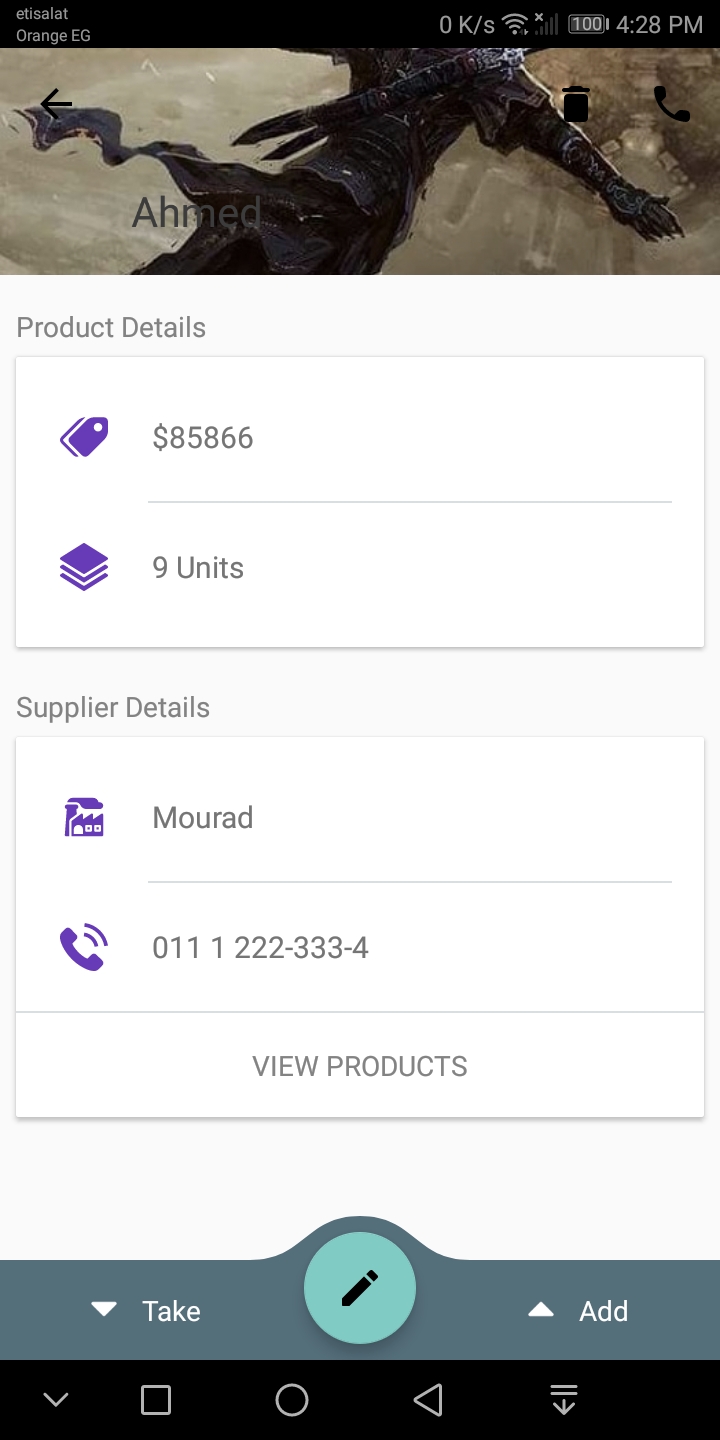 etisalat
Orange EG
0 K/s 100 4:28 PM
Ahmed
Product Details
$85866
9 Units
Supplier Details
Mourad
011 1 222-333-4
VIEW PRODUCTS
Take
Add